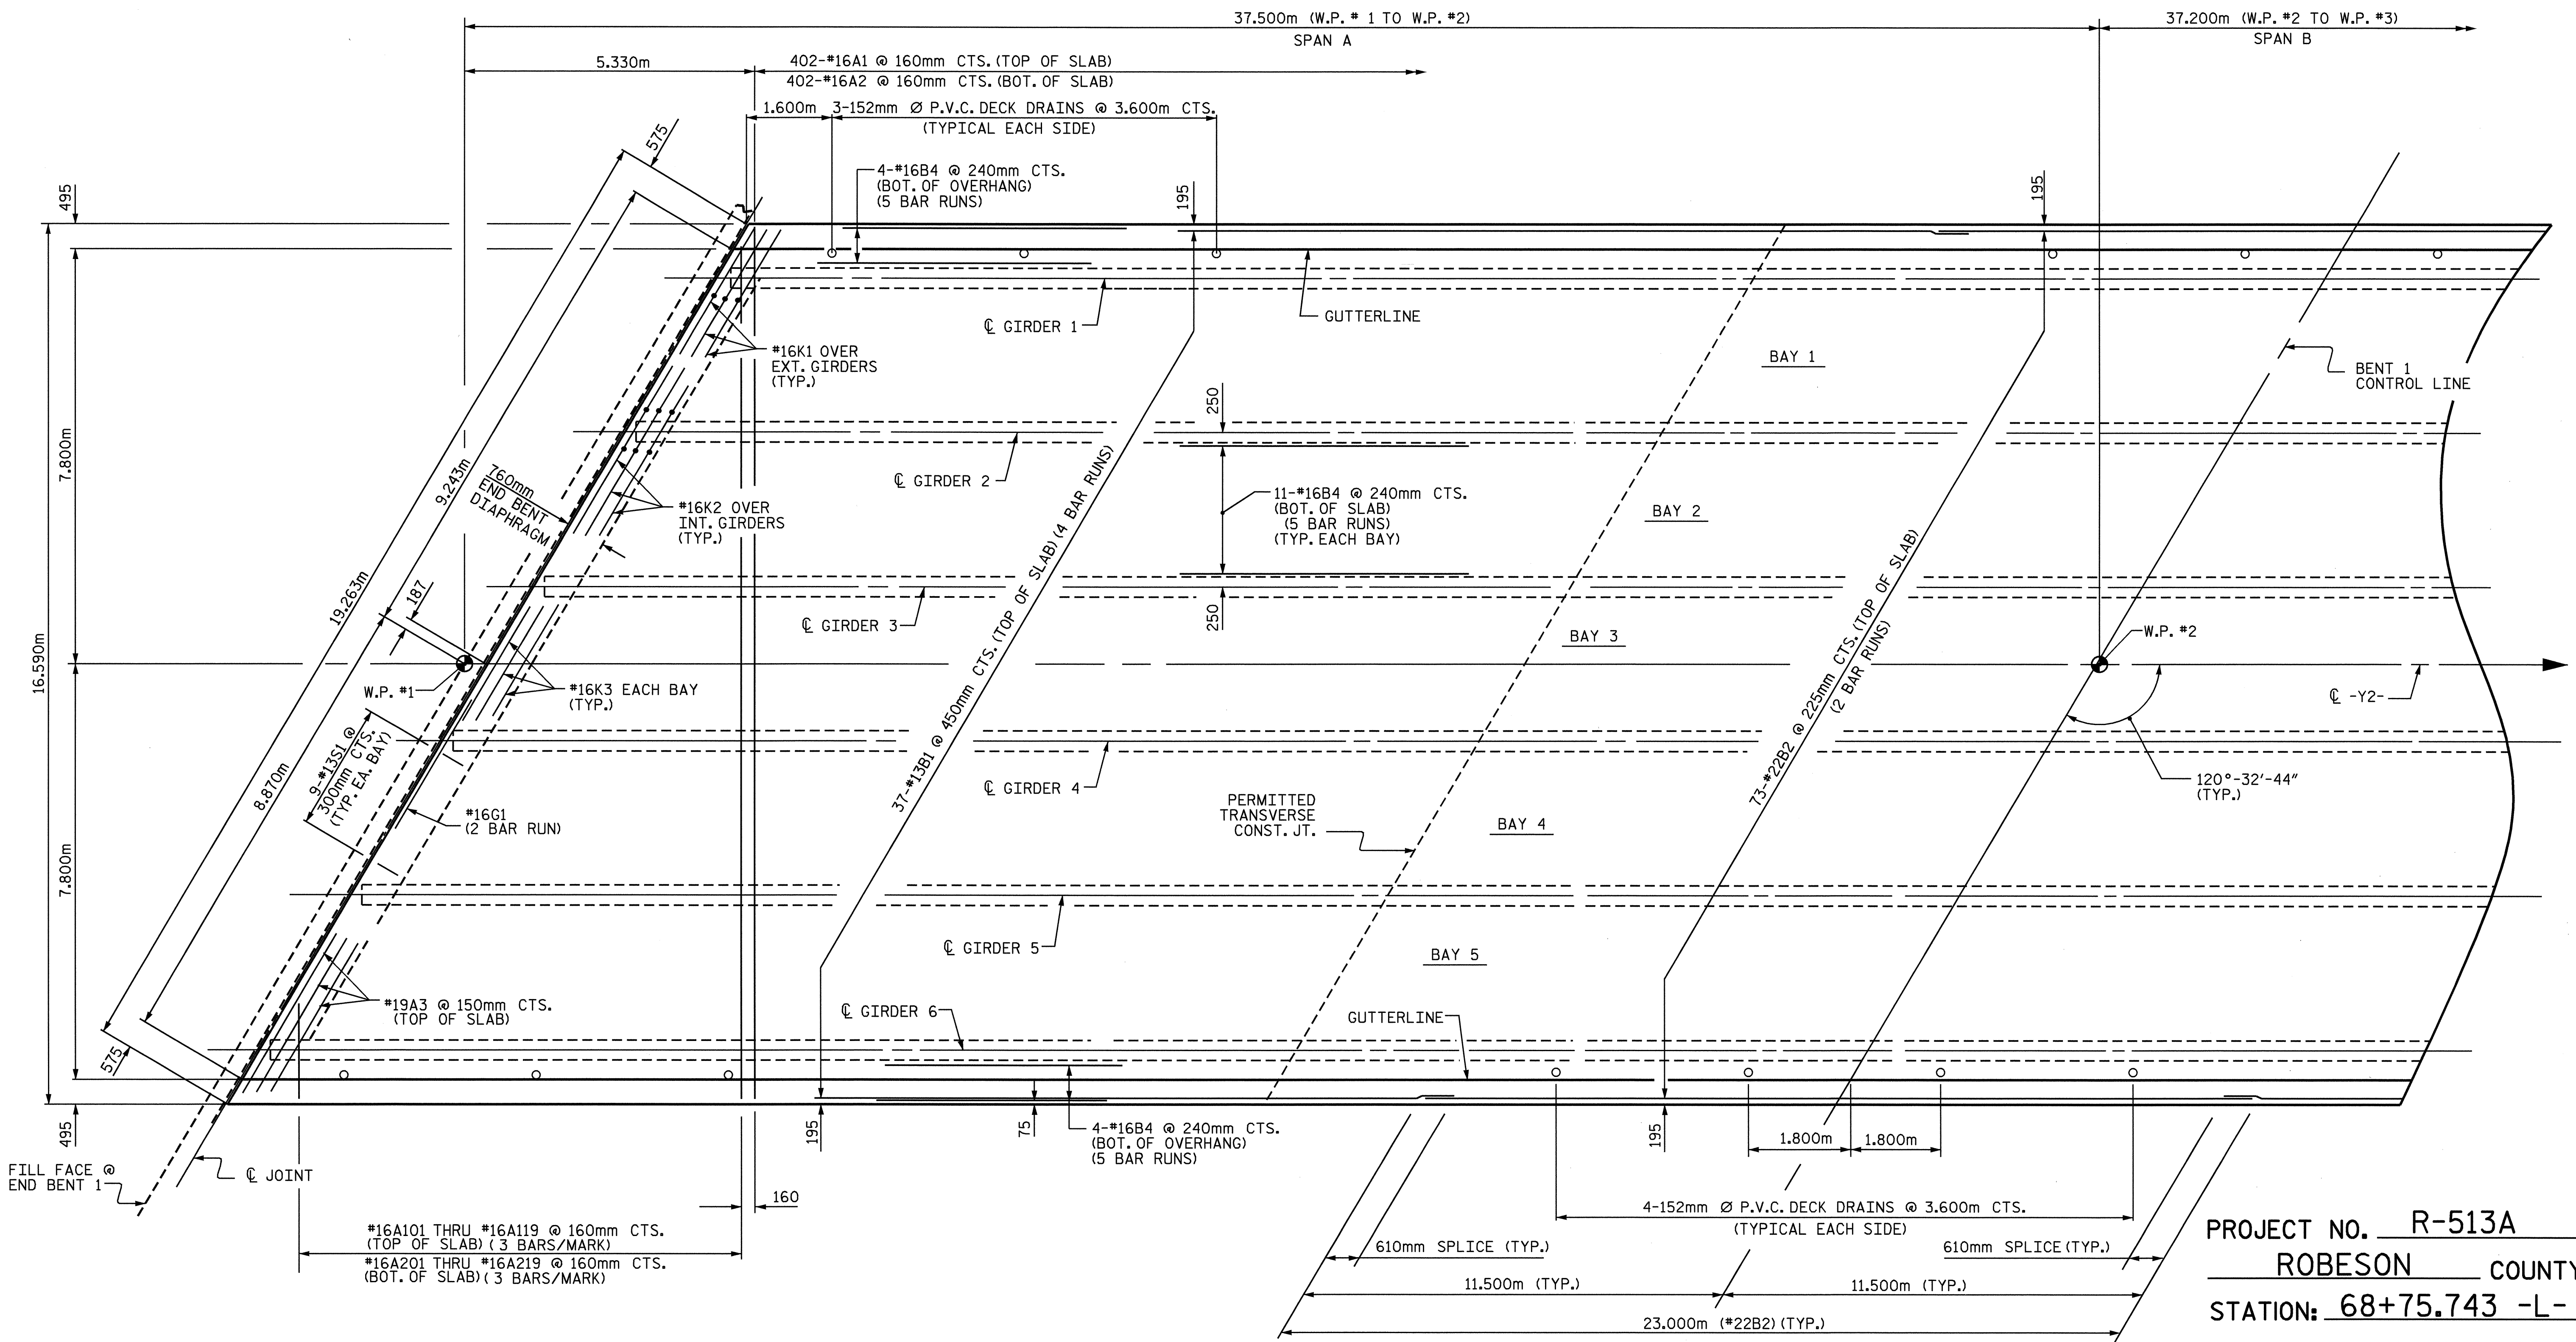 37.500m (W.P. # 1 TO W.P. #2)
SPAN A
37.200m (W.P. #2 TO W.P. #3)
SPAN B
5.330m
402-#16A1 @ 160mm CTS. (TOP OF SLAB)
402-#16A2 @ 160mm CTS. (BOT. OF SLAB)
1.600m
3-152mm Ø P.V.C. DECK DRAINS @ 3.600m CTS.
(TYPICAL EACH SIDE)
575
4-#16B4 @ 240mm CTS.
(BOT. OF OVERHANG)
(5 BAR RUNS)
495
195
195
℄ GIRDER 1
GUTTERLINE
#16K1 OVER
EXT. GIRDERS
(TYP.)
BAY 1
BENT 1
CONTROL LINE
250
7.800m
9.243m
760mm
END BENT
DIAPHRAGM
℄ GIRDER 2
#16K2 OVER
INT. GIRDERS
(TYP.)
11-#16B4 @ 240mm CTS.
(BOT. OF SLAB)
(5 BAR RUNS)
(TYP. EACH BAY)
BAY 2
19.263m
187
16.590m
℄ GIRDER 3
250
BAY 3
W.P. #2
W.P. #1
#16K3 EACH BAY
(TYP.)
℄ -Y2-
37-#13B1 @ 450mm CTS. (TOP OF SLAB) (4 BAR RUNS)
73-#22B2 @ 225mm CTS. (TOP OF SLAB)
(2 BAR RUNS)
9-#13S1 @
300mm CTS.
(TYP. EA. BAY)
8.870m
℄ GIRDER 4
120°-32'-44"
(TYP.)
#16G1
(2 BAR RUN)
PERMITTED
TRANSVERSE
CONST. JT.
BAY 4
7.800m
℄ GIRDER 5
BAY 5
#19A3 @ 150mm CTS.
(TOP OF SLAB)
℄ GIRDER 6
GUTTERLINE
575
495
195
75
4-#16B4 @ 240mm CTS.
(BOT. OF OVERHANG)
(5 BAR RUNS)
195
1.800m
1.800m
FILL FACE @
END BENT 1
℄ JOINT
160
#16A101 THRU #16A119 @ 160mm CTS.
(TOP OF SLAB) ( 3 BARS/MARK)
#16A201 THRU #16A219 @ 160mm CTS.
(BOT. OF SLAB) ( 3 BARS/MARK)
4-152mm Ø P.V.C. DECK DRAINS @ 3.600m CTS.
(TYPICAL EACH SIDE)
610mm SPLICE (TYP.)
610mm SPLICE (TYP.)
11.500m (TYP.)
11.500m (TYP.)
23.000m (#22B2) (TYP.)
PROJECT NO. R-513A
ROBESON COUNTY
STATION: 68+75.743 -L-